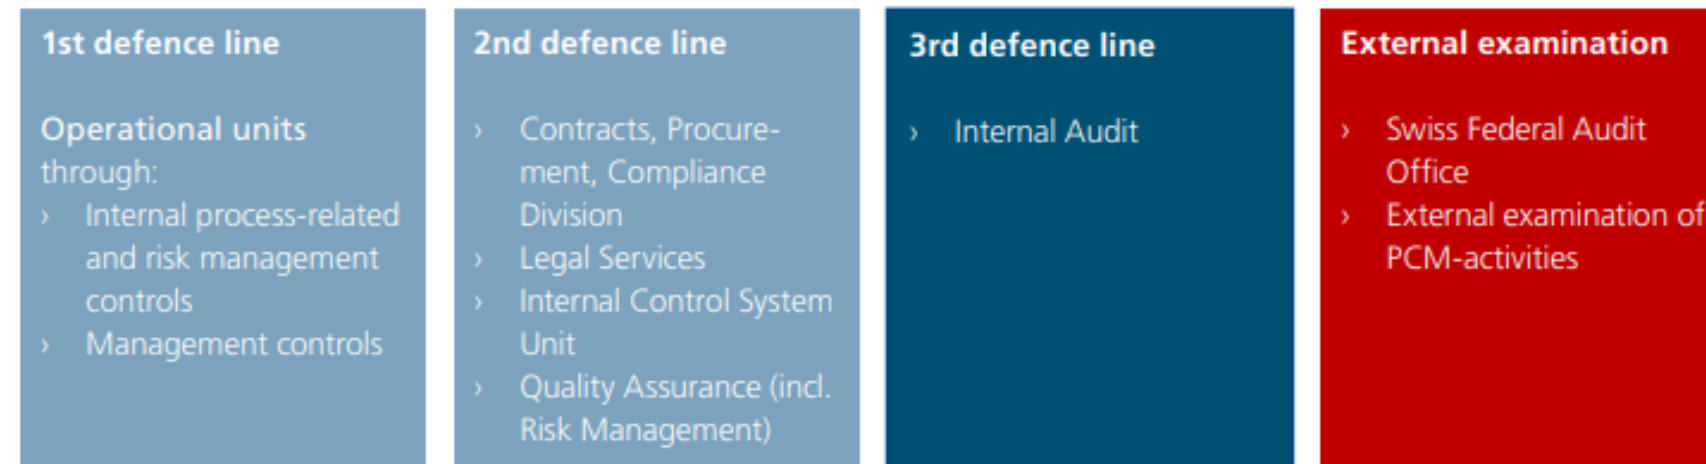 1st defence line
Operational units
through:
› Internal process-related
and risk management
controls
› Management controls
2nd defence line
› Contracts, Procure-
ment, Compliance
Division
› Legal Services
› Internal Control System
Unit
› Quality Assurance (incl.
Risk Management)
3rd defence line
› Internal Audit
External examination
› Swiss Federal Audit
Office
› External examination of
PCM-activities